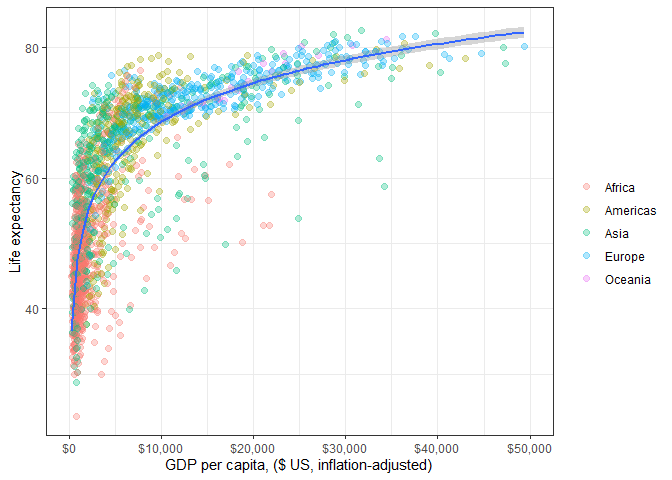 Life expectancy
80
60
40
$0
$10,000
$20,000
$30,000
$40,000
$50,000
GDP per capita, ($ US, inflation-adjusted)
Africa
Americas
Asia
Europe
Oceania